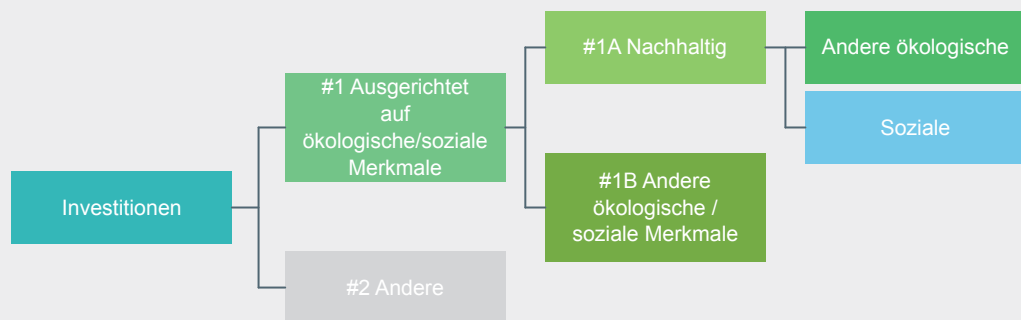 Investitionen
#1 Ausgerichtet
auf
ökologische/soziale
Merkmale
#2 Andere
#1A Nachhaltig
#1B Andere
ökologische /
soziale Merkmale
Andere ökologische
Soziale